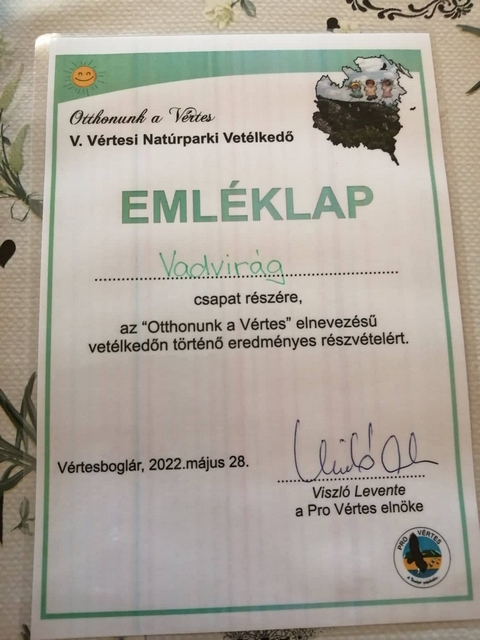 Otthonunk a Vértes
V. Vértesi Natúrparki Vetélkedő
EMLÉKLAP
Vadvirág
csapat részére,
az "Otthonunk a Vértes" elnevezésű
vetélkedőn történő eredményes részvételért.
Vértesboglár, 2022.május 28.
Viszló Levente
a Pro Vértes elnöke
PRO VÉRTES